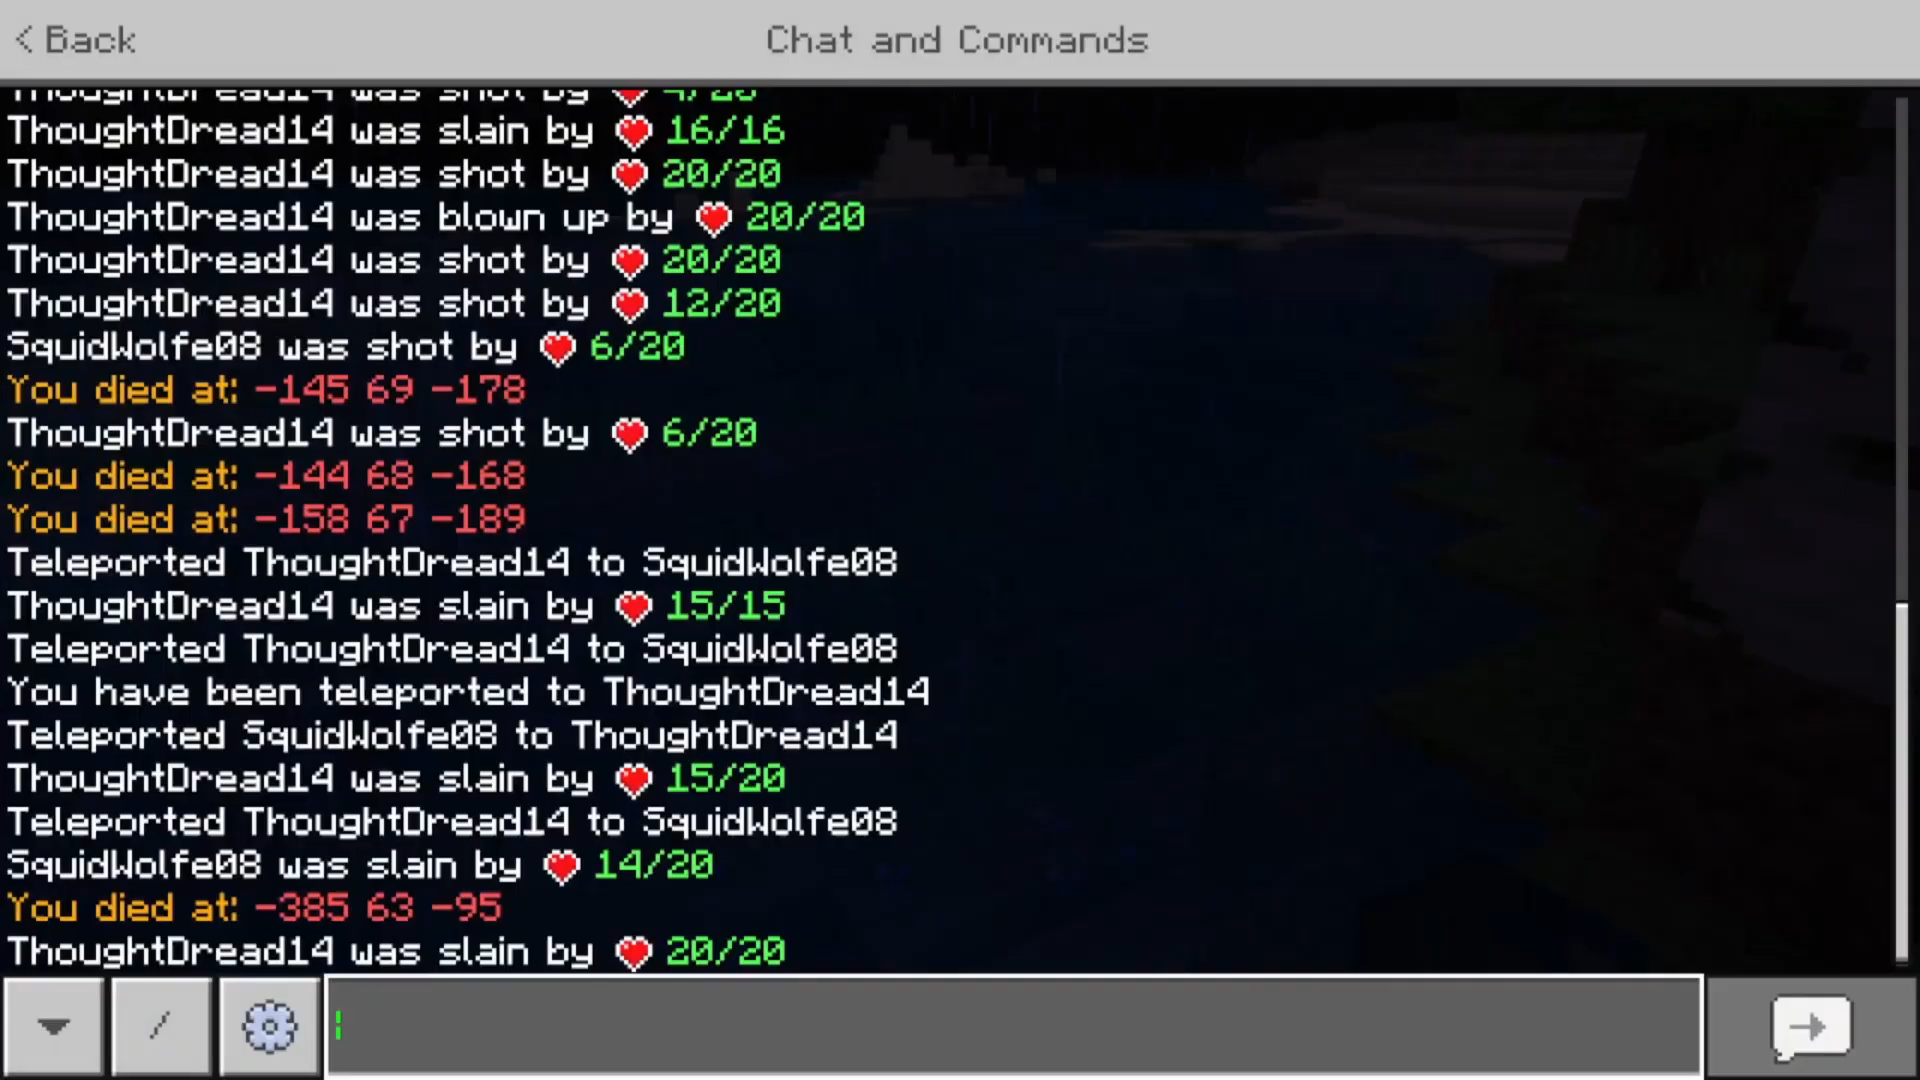 < Back
Chat and Commands
ThoughtDread14 was shot by 4/20
ThoughtDread14 was slain by 16/16
ThoughtDread14 was shot by 20/20
ThoughtDread14 was blown up by 20/20
ThoughtDread14 was shot by 20/20
ThoughtDread14 was shot by 12/20
SquidWolfe08 was shot by 6/20
You died at: -145 69 -178
ThoughtDread14 was shot by 6/20
You died at: -144 68 -168
You died at: -158 67 -189
Teleported ThoughtDread14 to SquidWolfe08
ThoughtDread14 was slain by 15/15
Teleported ThoughtDread14 to SquidWolfe08
You have been teleported to ThoughtDread14
Teleported SquidWolfe08 to ThoughtDread14
ThoughtDread14 was slain by 15/20
Teleported ThoughtDread14 to SquidWolfe08
SquidWolfe08 was slain by 14/20
You died at: -385 63 -95
ThoughtDread14 was slain by 20/20
/